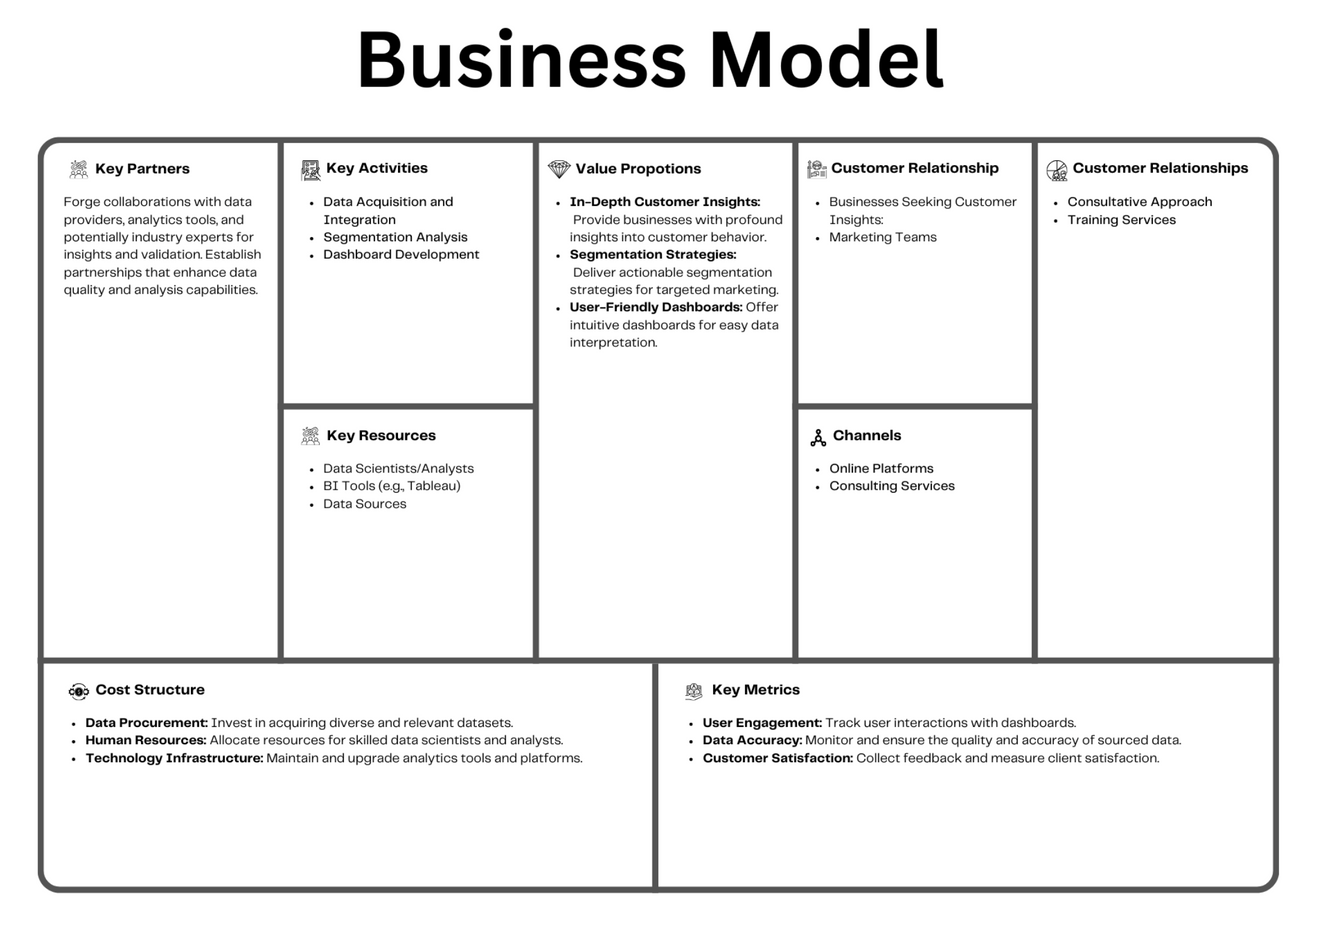 Business Model
Key Partners
Forge collaborations with data
providers, analytics tools, and
potentially industry experts for
insights and validation. Establish
partnerships that enhance data
quality and analysis capabilities.
Key Activities
• Data Acquisition and
Integration
• Segmentation Analysis
• Dashboard Development
Key Resources
• Data Scientists/Analysts
• BI Tools (e.g., Tableau)
• Data Sources
Value Propotions
• In-Depth Customer Insights:
Provide businesses with profound
insights into customer behavior.
• Segmentation Strategies:
Deliver actionable segmentation
strategies for targeted marketing.
• User-Friendly Dashboards: Offer
intuitive dashboards for easy data
interpretation.
Customer Relationship
• Businesses Seeking Customer
Insights:
• Marketing Teams
Channels
• Online Platforms
• Consulting Services
Customer Relationships
• Consultative Approach
• Training Services
Cost Structure
• Data Procurement: Invest in acquiring diverse and relevant datasets.
• Human Resources: Allocate resources for skilled data scientists and analysts.
• Technology Infrastructure: Maintain and upgrade analytics tools and platforms.
Key Metrics
• User Engagement: Track user interactions with dashboards.
• Data Accuracy: Monitor and ensure the quality and accuracy of sourced data.
• Customer Satisfaction: Collect feedback and measure client satisfaction.